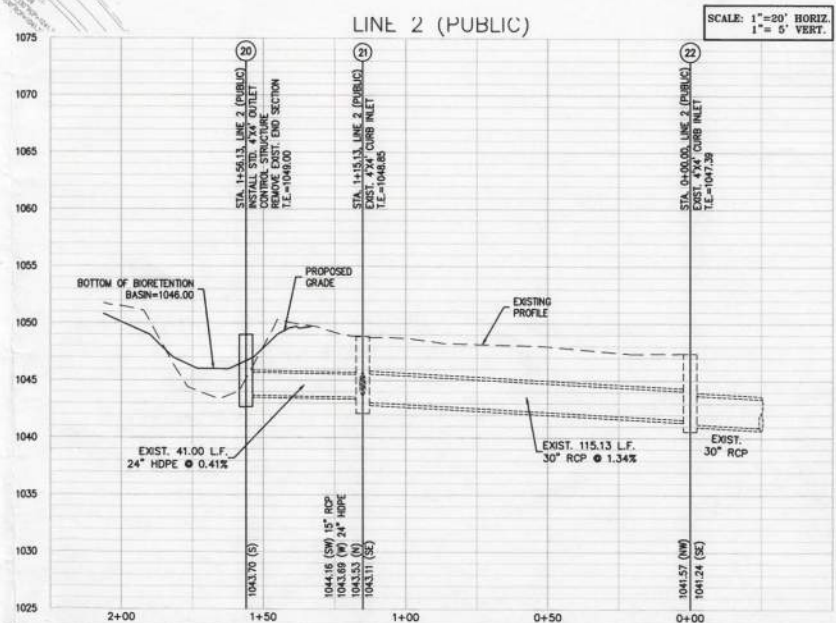 LINE 2 (PUBLIC)
SCALE: 1"=20' HORIZ.
1"= 5' VERT.
1075
1070
1065
1060
1055
1050
1045
1040
1035
1030
1025
20
STA. 1+56.13, LINE 2 (PUBLIC)
INSTALL STD. 4'X4' OUTLET
CONTROL STRUCTURE
REMOVE EXIST. END SECTION
T.E.=1049.00
21
STA. 1+15.13, LINE 2 (PUBLIC)
EXIST. 4'X4' CURB INLET
T.E.=1048.85
22
STA. 0+00.00, LINE 2 (PUBLIC)
EXIST. 4'X4' CURB INLET
T.E.=1047.39
BOTTOM OF BIORETENTION
BASIN=1046.00
PROPOSED
GRADE
EXISTING
PROFILE
EXIST. 41.00 L.F.
24" HDPE @ 0.41%
EXIST. 115.13 L.F.
30" RCP @ 1.34%
EXIST.
30" RCP
1043.70 (S)
1044.16 (SW) 15" RCP
1043.69 (W) 24" HDPE
1043.53 (N)
1043.11 (SE)
1041.57 (NW)
1041.24 (SE)
2+00
1+50
1+00
0+50
0+00